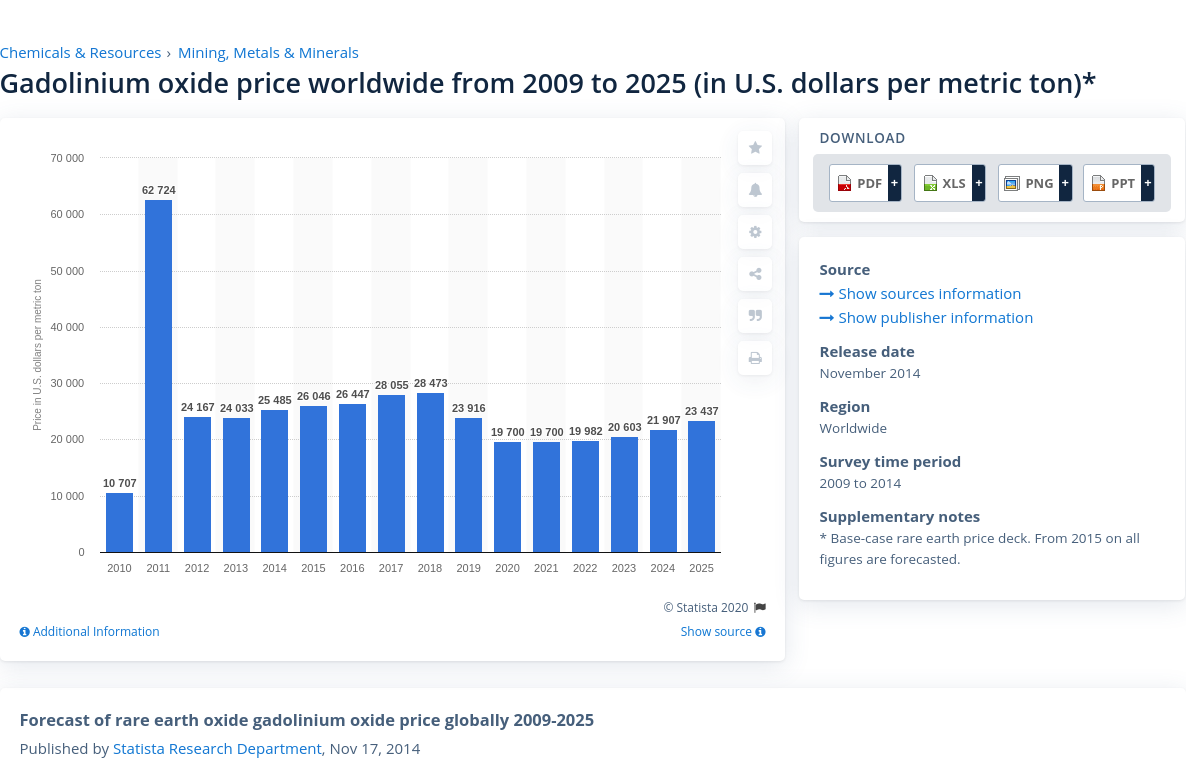 Chemicals & Resources › Mining, Metals & Minerals
Gadolinium oxide price worldwide from 2009 to 2025 (in U.S. dollars per metric ton)*
Price in U.S. dollars per metric ton
70 000
60 000
50 000
40 000
30 000
20 000
10 000
0
10 707
62 724
24 167
24 033
25 485
26 046
26 447
28 055
28 473
23 916
19 700
19 700
19 982
20 603
21 907
23 437
2010 2011 2012 2013 2014 2015 2016 2017 2018 2019 2020 2021 2022 2023 2024 2025
© Statista 2020
Additional Information
Show source
DOWNLOAD
PDF + XLS + PNG + PPT +
Source
Show sources information
Show publisher information
Release date
November 2014
Region
Worldwide
Survey time period
2009 to 2014
Supplementary notes
* Base-case rare earth price deck. From 2015 on all
figures are forecasted.
Forecast of rare earth oxide gadolinium oxide price globally 2009-2025
Published by Statista Research Department, Nov 17, 2014